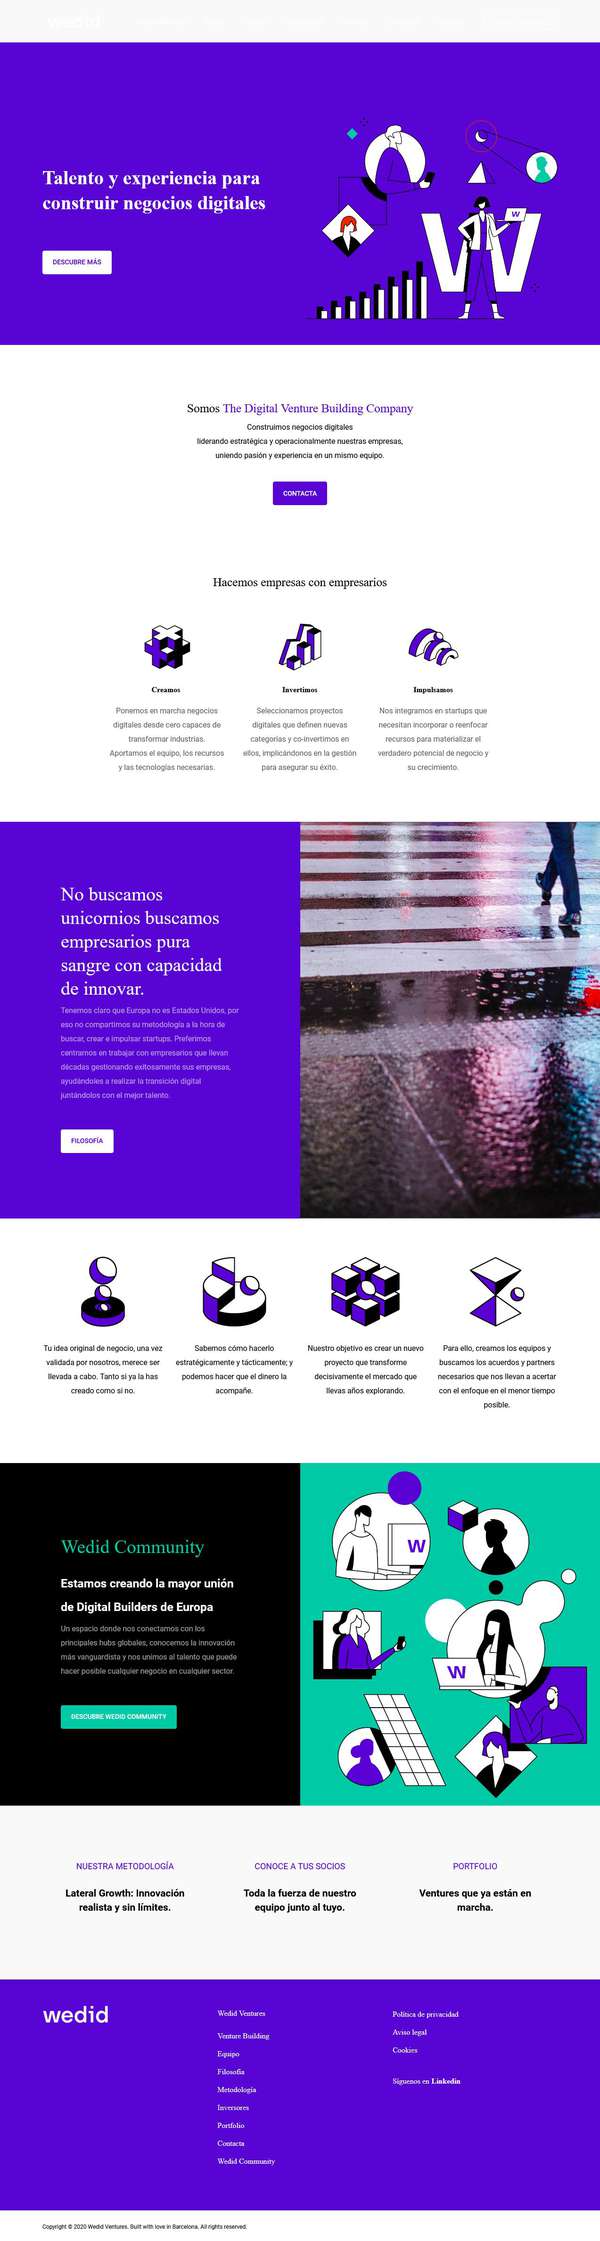 wedid
Talento y experiencia para
construir negocios digitales
DESCUBRE MÁS
W
W
Somos The Digital Venture Building Company
Construimos negocios digitales
liderando estratégica y operacionalmente nuestras empresas,
uniendo pasión y experiencia en un mismo equipo.
CONTACTA
Hacemos empresas con empresarios
Creamos
Ponemos en marcha negocios
digitales desde cero capaces de
transformar industrias.
Aportamos el equipo, los recursos
y las tecnologías necesarias.
Invertimos
Seleccionamos proyectos
digitales que definen nuevas
categorías y co-invertimos en
ellos, implicándonos en la gestión
para asegurar su éxito.
Impulsamos
Nos integramos en startups que
necesitan incorporar o reenfocar
recursos para materializar el
verdadero potencial de negocio y
su crecimiento.
No buscamos
unicornios buscamos
empresarios pura
sangre con capacidad
de innovar.
Tenemos claro que Europa no es Estados Unidos, por
eso no compartimos su metodología a la hora de
buscar, crear e impulsar startups. Preferimos
centrarnos en trabajar con empresarios que llevan
décadas gestionando exitosamente sus empresas,
ayudándoles a realizar la transición digital
juntándolos con el mejor talento.
FILOSOFÍA
Tu idea original de negocio, una vez
validada por nosotros, merece ser
llevada a cabo. Tanto si ya la has
creado como si no.
Sabemos cómo hacerlo
estratégicamente y tácticamente; y
podemos hacer que el dinero la
acompañe.
Nuestro objetivo es crear un nuevo
proyecto que transforme
decisivamente el mercado que
llevas años explorando.
Para ello, creamos los equipos y
buscamos los acuerdos y partners
necesarios que nos llevan a acertar
con el enfoque en el menor tiempo
posible.
Wedid Community
Estamos creando la mayor unión
de Digital Builders de Europa
Un espacio donde nos conectamos con los
principales hubs globales, conocemos la innovación
más vanguardista y nos unimos al talento que puede
hacer posible cualquier negocio en cualquier sector.
DESCUBRE WEDID COMMUNITY
W
W
NUESTRA METODOLOGÍA
Lateral Growth: Innovación
realista y sin límites.
CONOCE A TUS SOCIOS
Toda la fuerza de nuestro
equipo junto al tuyo.
PORTFOLIO
Ventures que ya están en
marcha.
wedid
Wedid Ventures
Venture Building
Equipo
Filosofía
Metodología
Inversores
Portfolio
Contacta
Wedid Community
Política de privacidad
Aviso legal
Cookies
Síguenos en Linkedin
Copyright © 2020 Wedid Ventures. Built with love in Barcelona. All rights reserved.